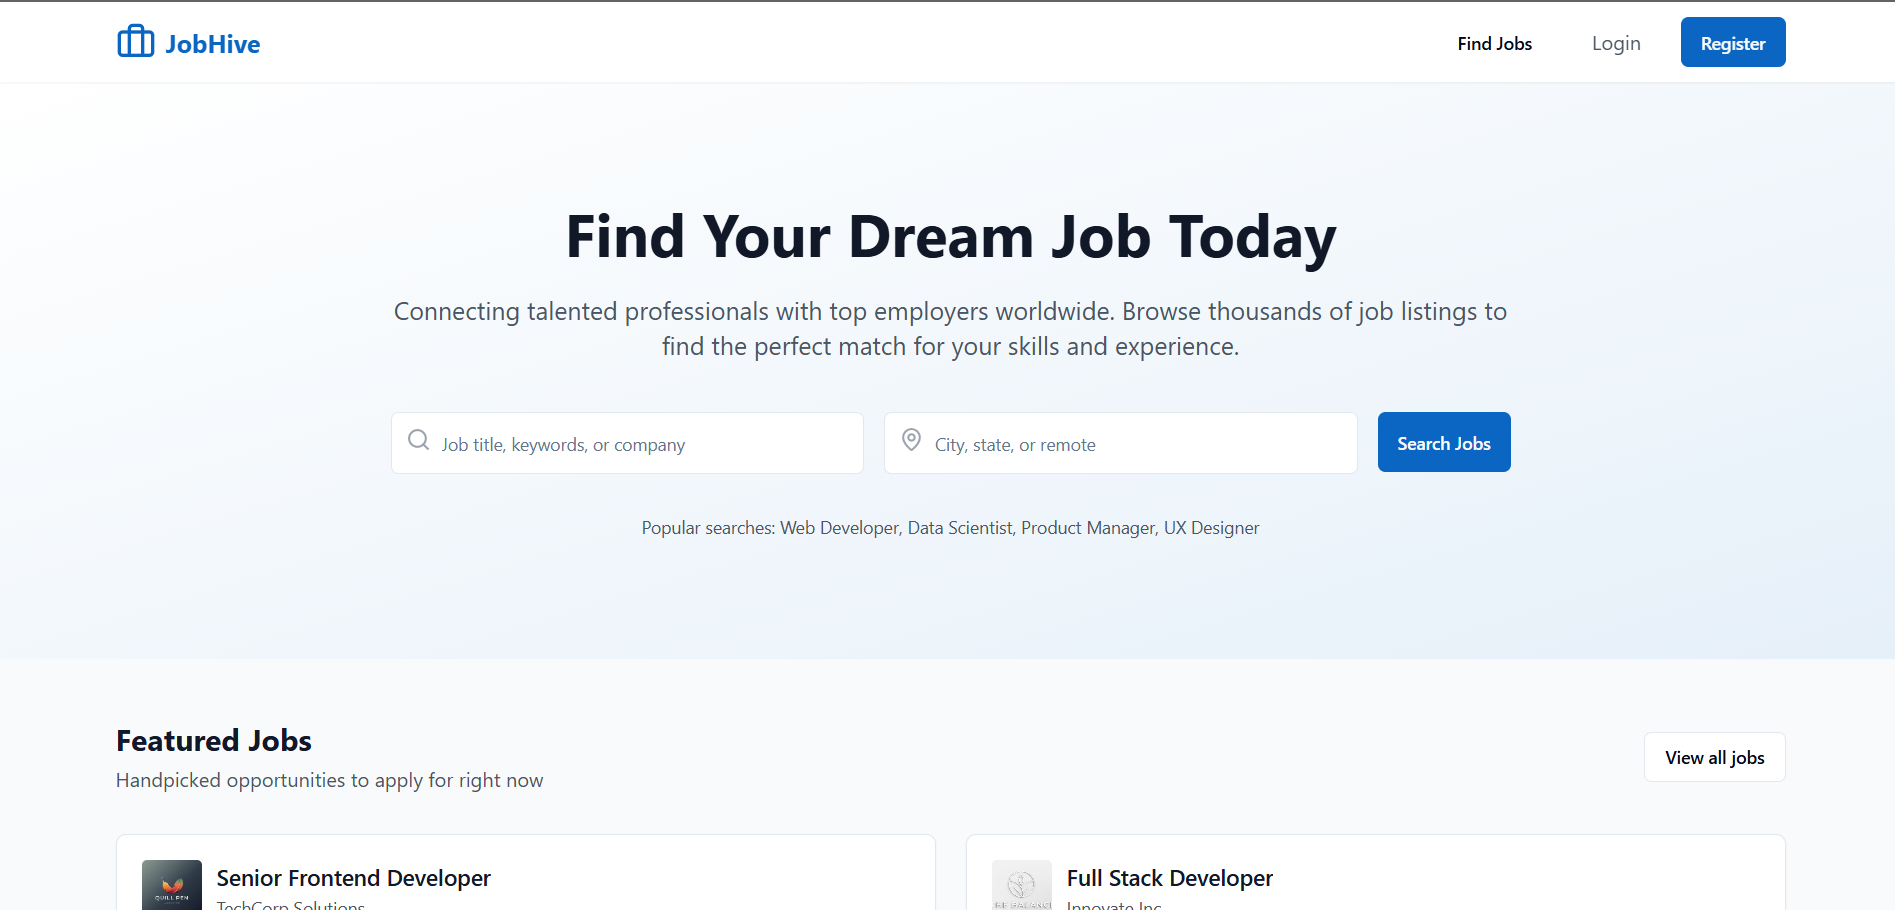 JobHive
Find Jobs
Login
Register
Find Your Dream Job Today
Connecting talented professionals with top employers worldwide. Browse thousands of job listings to
find the perfect match for your skills and experience.
Job title, keywords, or company
City, state, or remote
Search Jobs
Popular searches: Web Developer, Data Scientist, Product Manager, UX Designer
Featured Jobs
Handpicked opportunities to apply for right now
View all jobs
QUILL PEN
Senior Frontend Developer
TechCorp Solutions
Full Stack Developer
Innovate Inc